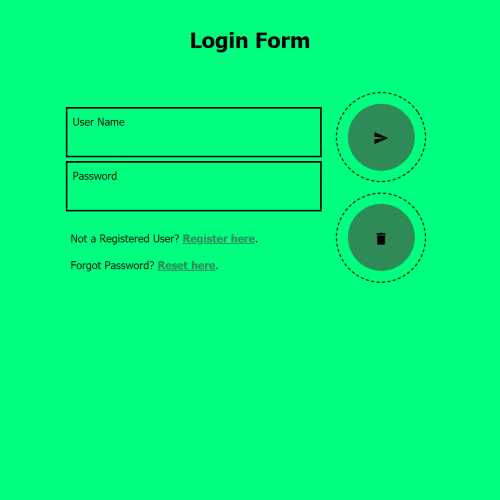 Login Form
User Name
Password
Not a Registered User? Register here.
Forgot Password? Reset here.